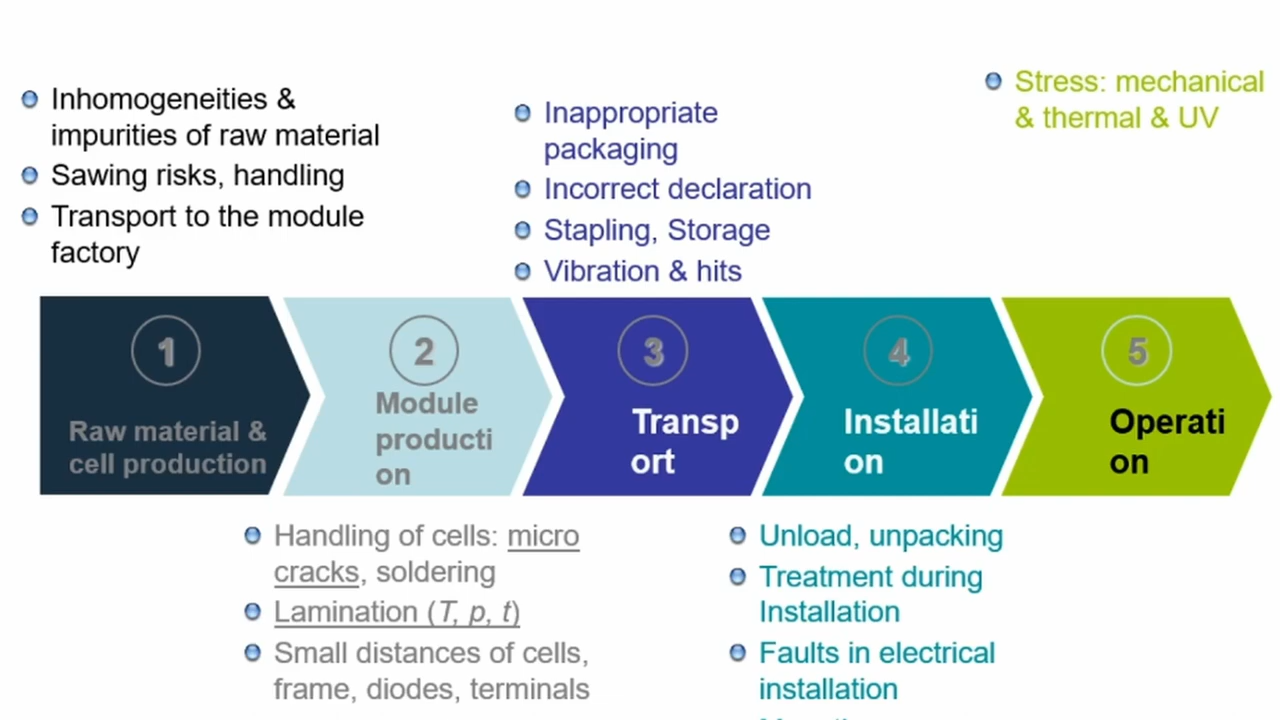 Inhomogeneities &
impurities of raw material
Sawing risks, handling
Transport to the module
factory
Inappropriate
packaging
Incorrect declaration
Stapling, Storage
Vibration & hits
Stress: mechanical
& thermal & UV
1
Raw material &
cell production
2
Module
producti
on
3
Transp
ort
4
Installati
on
5
Operati
on
Handling of cells: micro
cracks, soldering
Lamination (T, p, t)
Small distances of cells,
frame, diodes, terminals
Unload, unpacking
Treatment during
Installation
Faults in electrical
installation